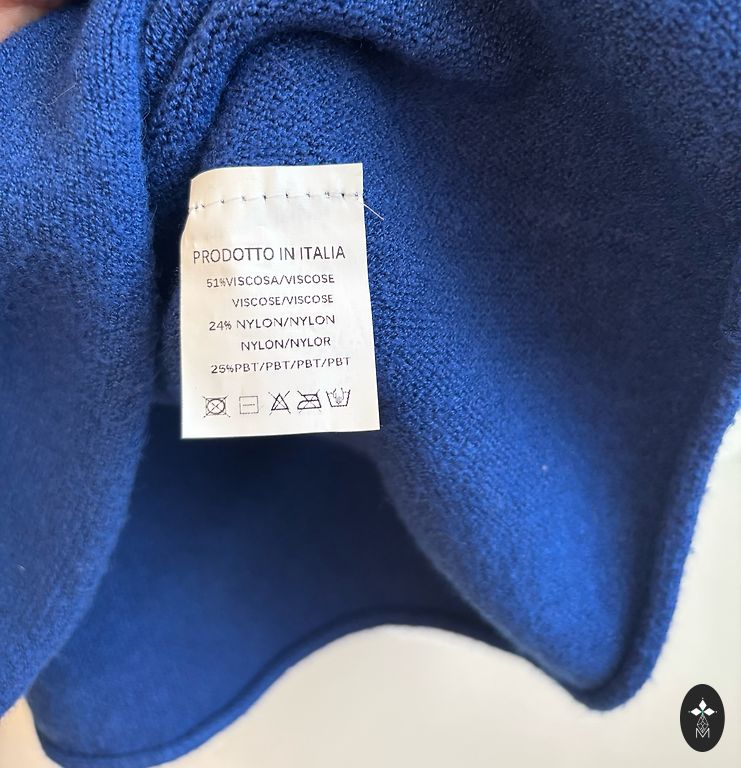 PRODOTTO IN ITALIA
51%VISCOSA/VISCOSE
VISCOSE/VISCOSE
24% NYLON/NYLON
NYLON/NYLOR
25%PBT/PBT/PBT/PBT
M